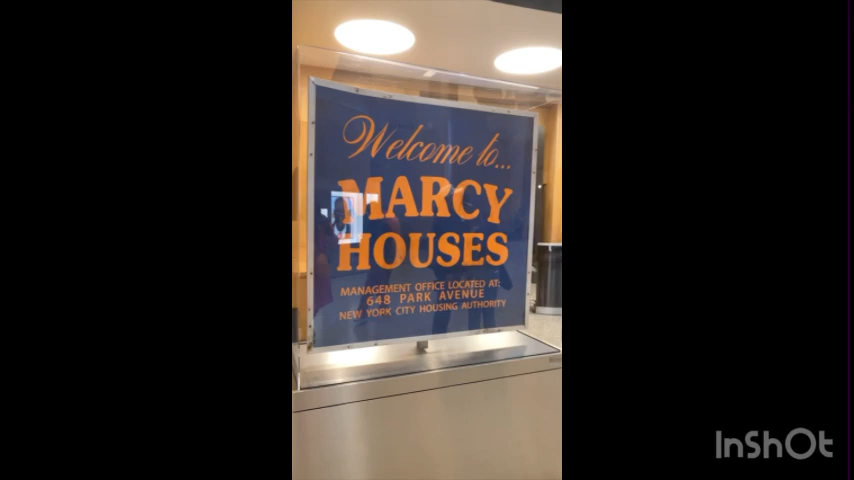 Welcome to...
MARCY
HOUSES
MANAGEMENT OFFICE LOCATED AT:
648 PARK AVENUE
NEW YORK CITY HOUSING AUTHORITY
InShOt